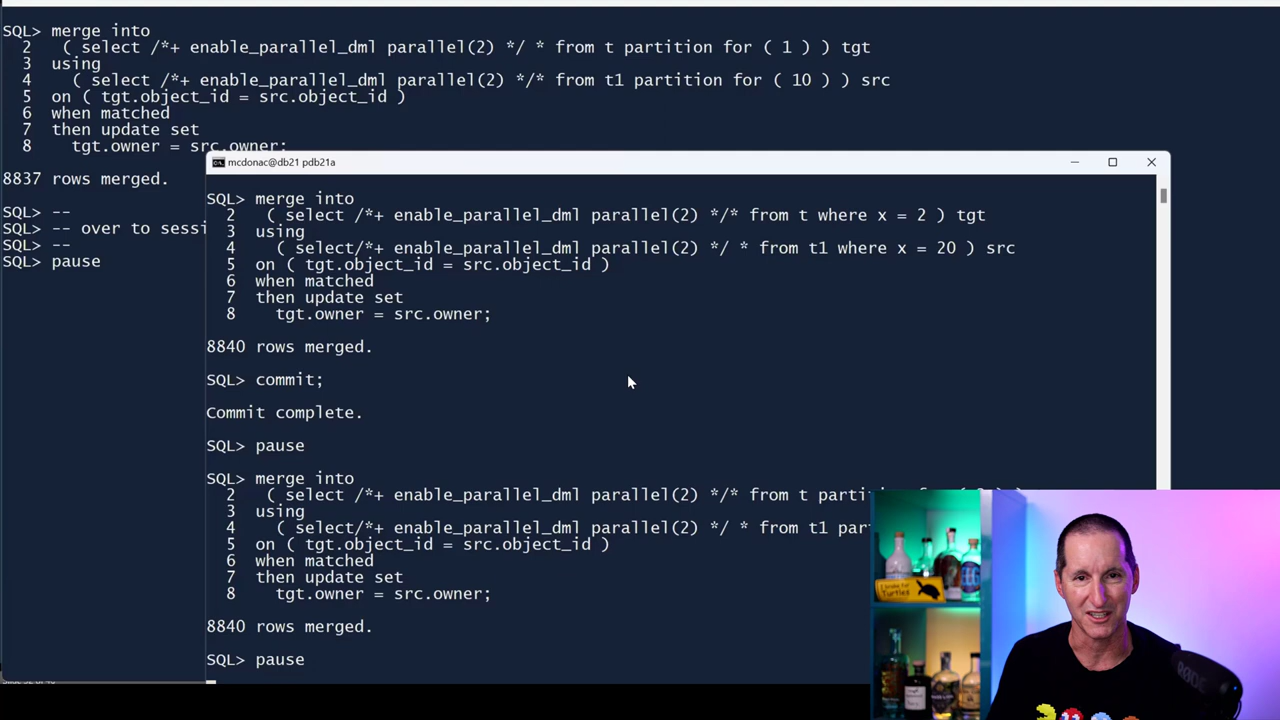 SQL> merge into
2 ( select /*+ enable_parallel_dml parallel(2) */ * from t partition for ( 1 ) ) tgt
3 using
4 ( select /*+ enable_parallel_dml parallel(2) */* from t1 partition for ( 10 ) ) src
5 on ( tgt.object_id = src.object_id )
6 when matched
7 then update set
8 tgt.owner = src.owner;
8837 rows merged.
SQL> --
SQL> -- over to sessi
SQL> --
SQL> pause
mcdonac@db21 pdb21a
SQL> merge into
2 ( select /*+ enable_parallel_dml parallel(2) */* from t where x = 2 ) tgt
3 using
4 ( select/*+ enable_parallel_dml parallel(2) */ * from t1 where x = 20 ) src
5 on ( tgt.object_id = src.object_id )
6 when matched
7 then update set
8 tgt.owner = src.owner;
8840 rows merged.
SQL> commit;
Commit complete.
SQL> pause
SQL> merge into
2 ( select /*+ enable_parallel_dml parallel(2) */* from t parti
3 using
4 ( select/*+ enable_parallel_dml parallel(2) */ * from t1 par
5 on ( tgt.object_id = src.object_id )
6 when matched
7 then update set
8 tgt.owner = src.owner;
8840 rows merged.
SQL> pause
Turtles
RODE